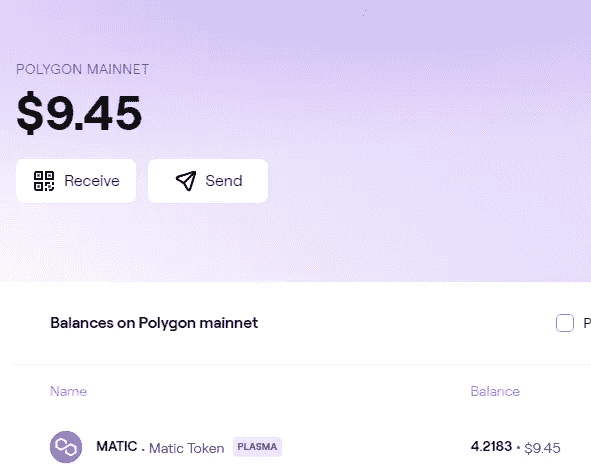 POLYGON MAINNET
$9.45
Receive Send
Balances on Polygon mainnet P
Name Balance
MATIC . Matic Token PLASMA 4.2183 • $9.45